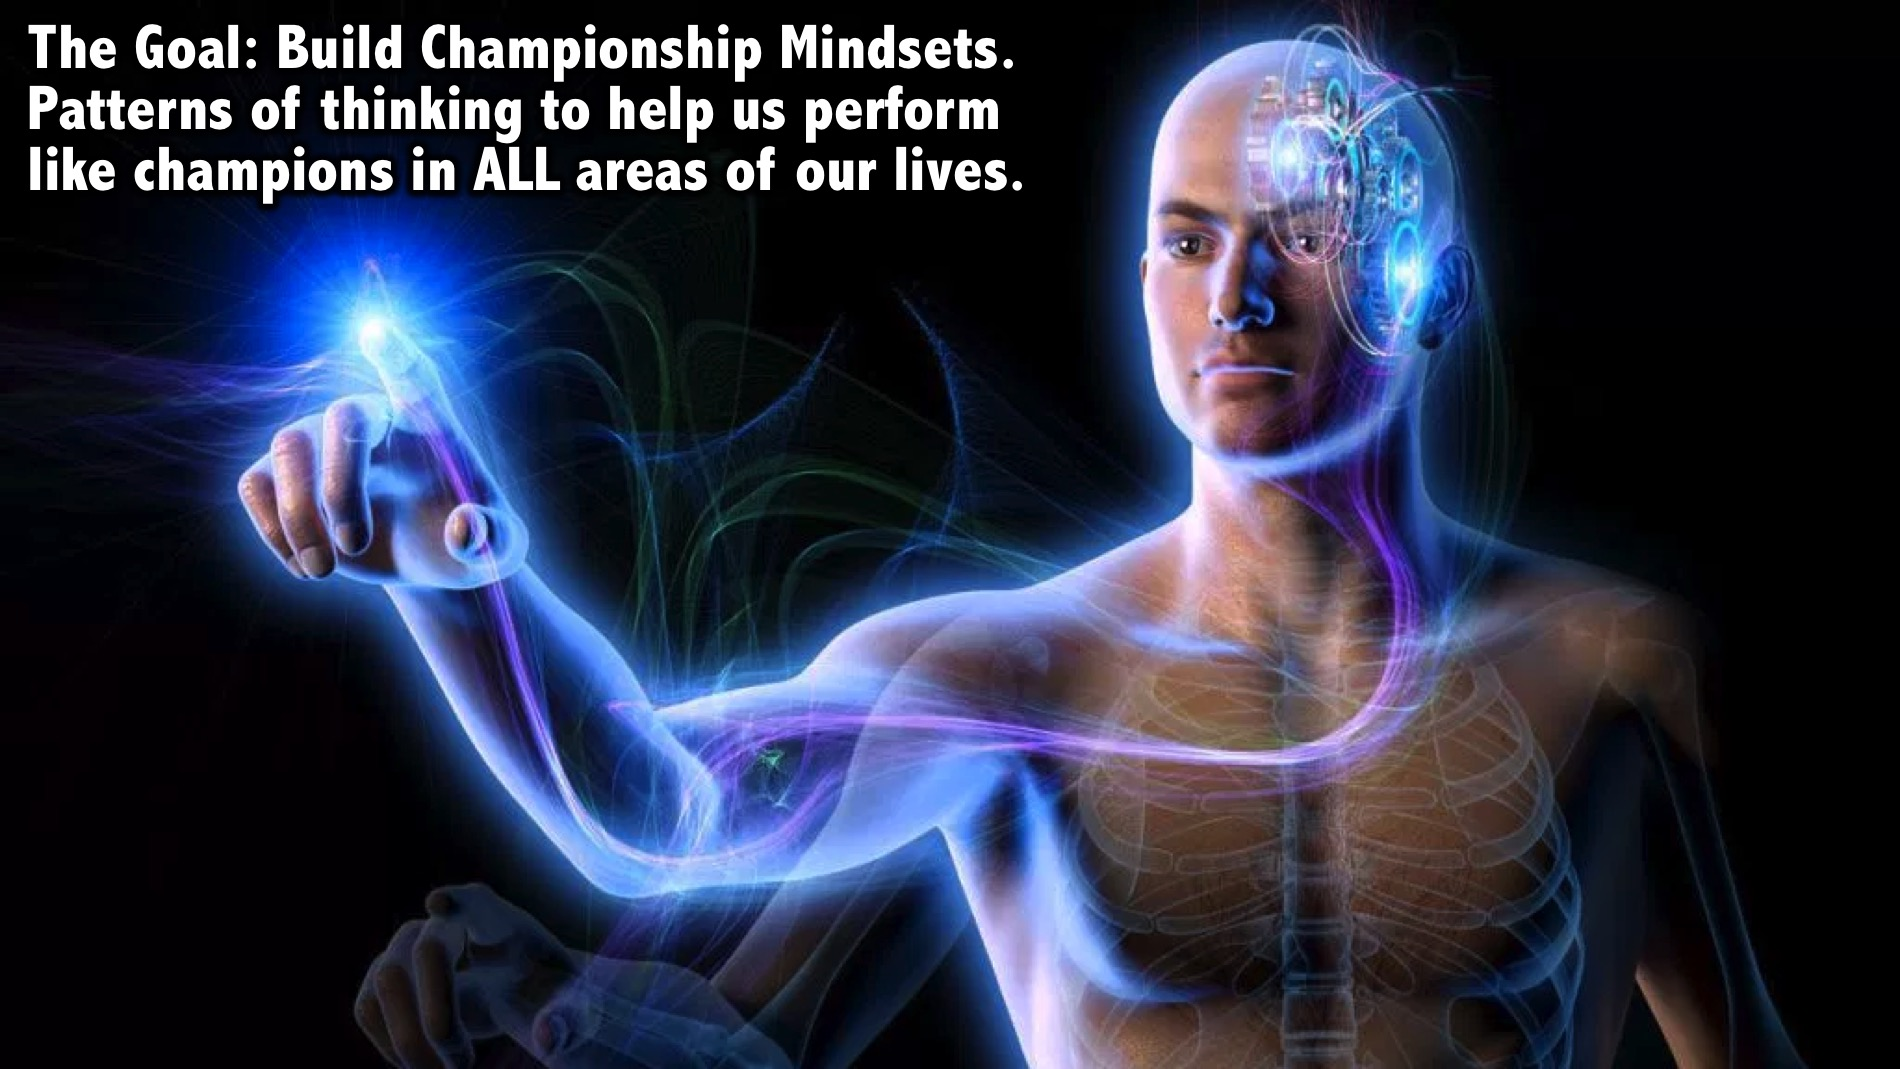 The Goal: Build Championship Mindsets.
Patterns of thinking to help us perform
like champions in ALL areas of our lives.